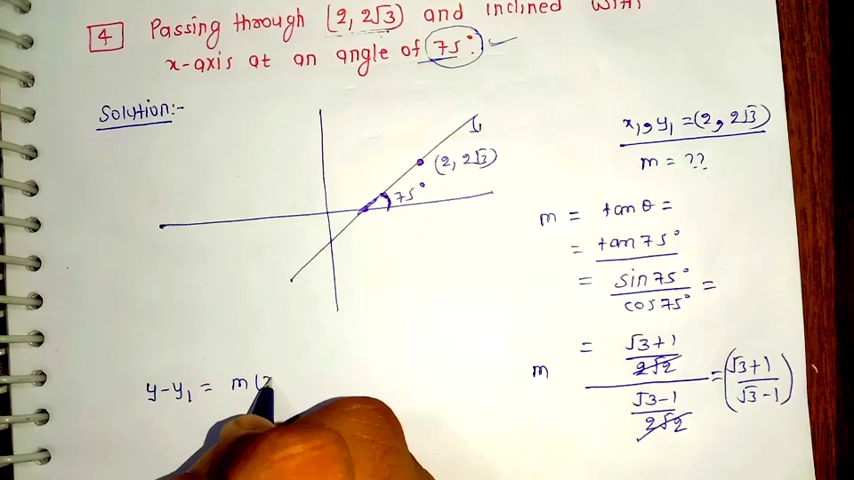 4 Passing through (2, 2√3) and inclined with
x-axis at an angle of 75°.
Solution:-
(2, 2√3)
75°
x₁, y₁ = (2, 2√3)
m = ??
m = tan θ =
= tan 75°
= sin 75° / cos 75° =
m = (√3+1 / 2√2) / (√3-1 / 2√2) = (√3+1 / √3-1)
y-y₁ = m(